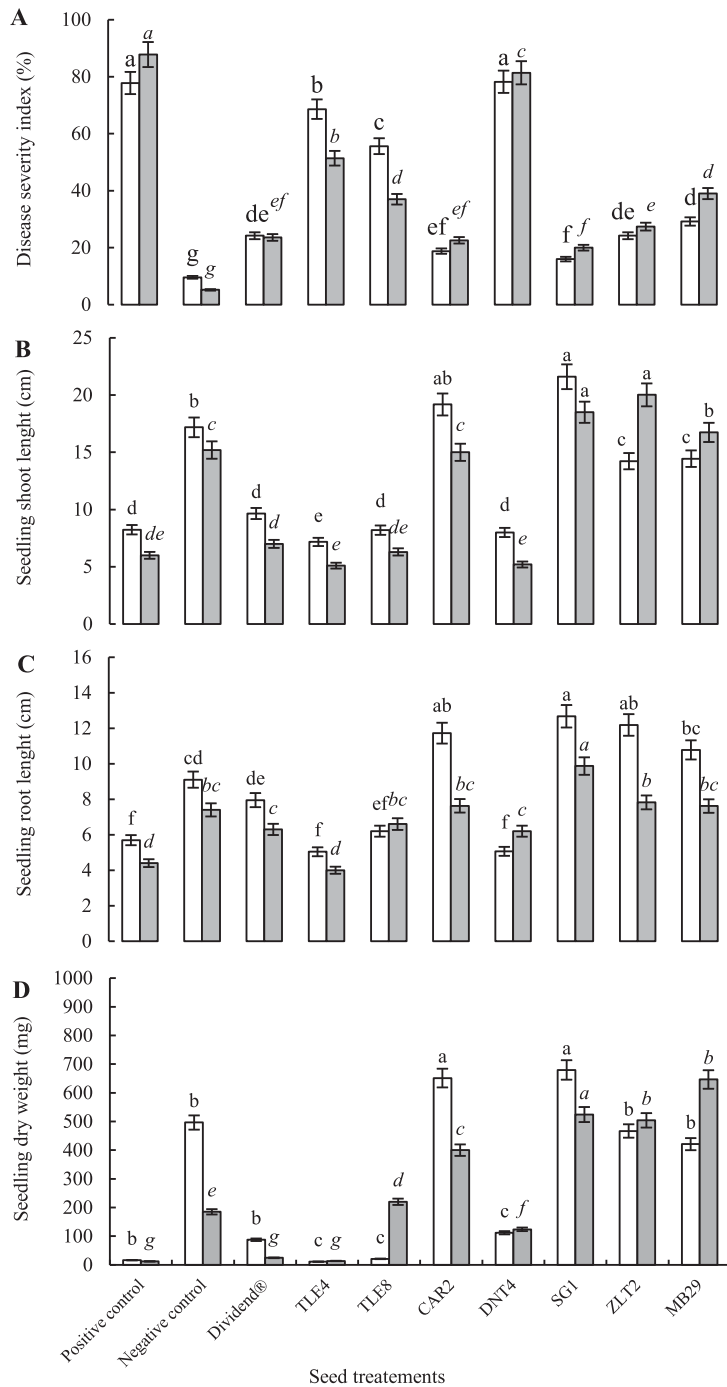 A
Disease severity index (%)
100
80
60
40
20
0
a a g g de ef b b c d ef ef a c f f de e d d
B
Seedling shoot lenght (cm)
25
20
15
10
5
0
d de b c d d e e d de ab c d e a a c a c b
C
Seedling root lenght (cm)
16
14
12
10
8
6
4
2
0
f d cd bc de c f d ef bc ab bc f c a a ab b bc bc
D
Seedling dry weight (mg)
1000
900
800
700
600
500
400
300
200
100
0
b g b e b g c g c d a c c f a a b b b b
Positive control
Negative control
Dividend®
TLE4
TLE8
CAR2
DNT4
SG1
ZLT2
MB29
Seed treatements